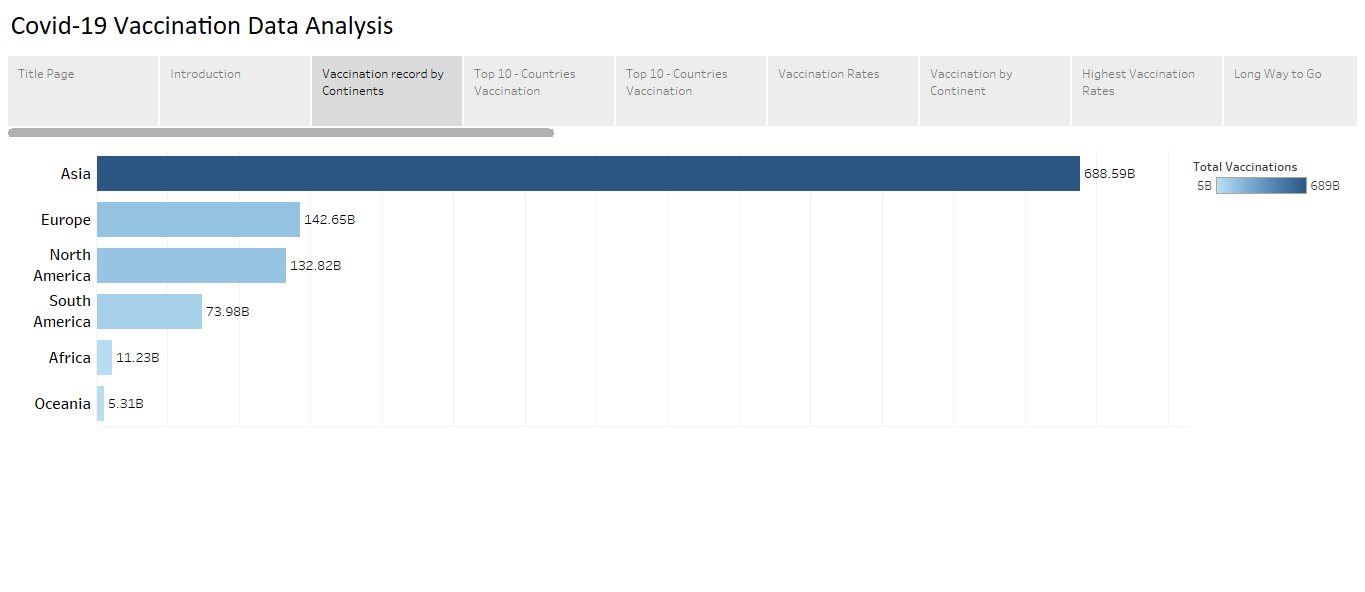 Covid-19 Vaccination Data Analysis
Title Page
Introduction
Vaccination record by
Continents
Top 10 - Countries
Vaccination
Top 10 - Countries
Vaccination
Vaccination Rates
Vaccination by
Continent
Highest Vaccination
Rates
Long Way to Go
Asia
688.59B
Europe
142.65B
North
America
132.82B
South
America
73.98B
Africa
11.23B
Oceania
5.31B
Total Vaccinations
5B
689B